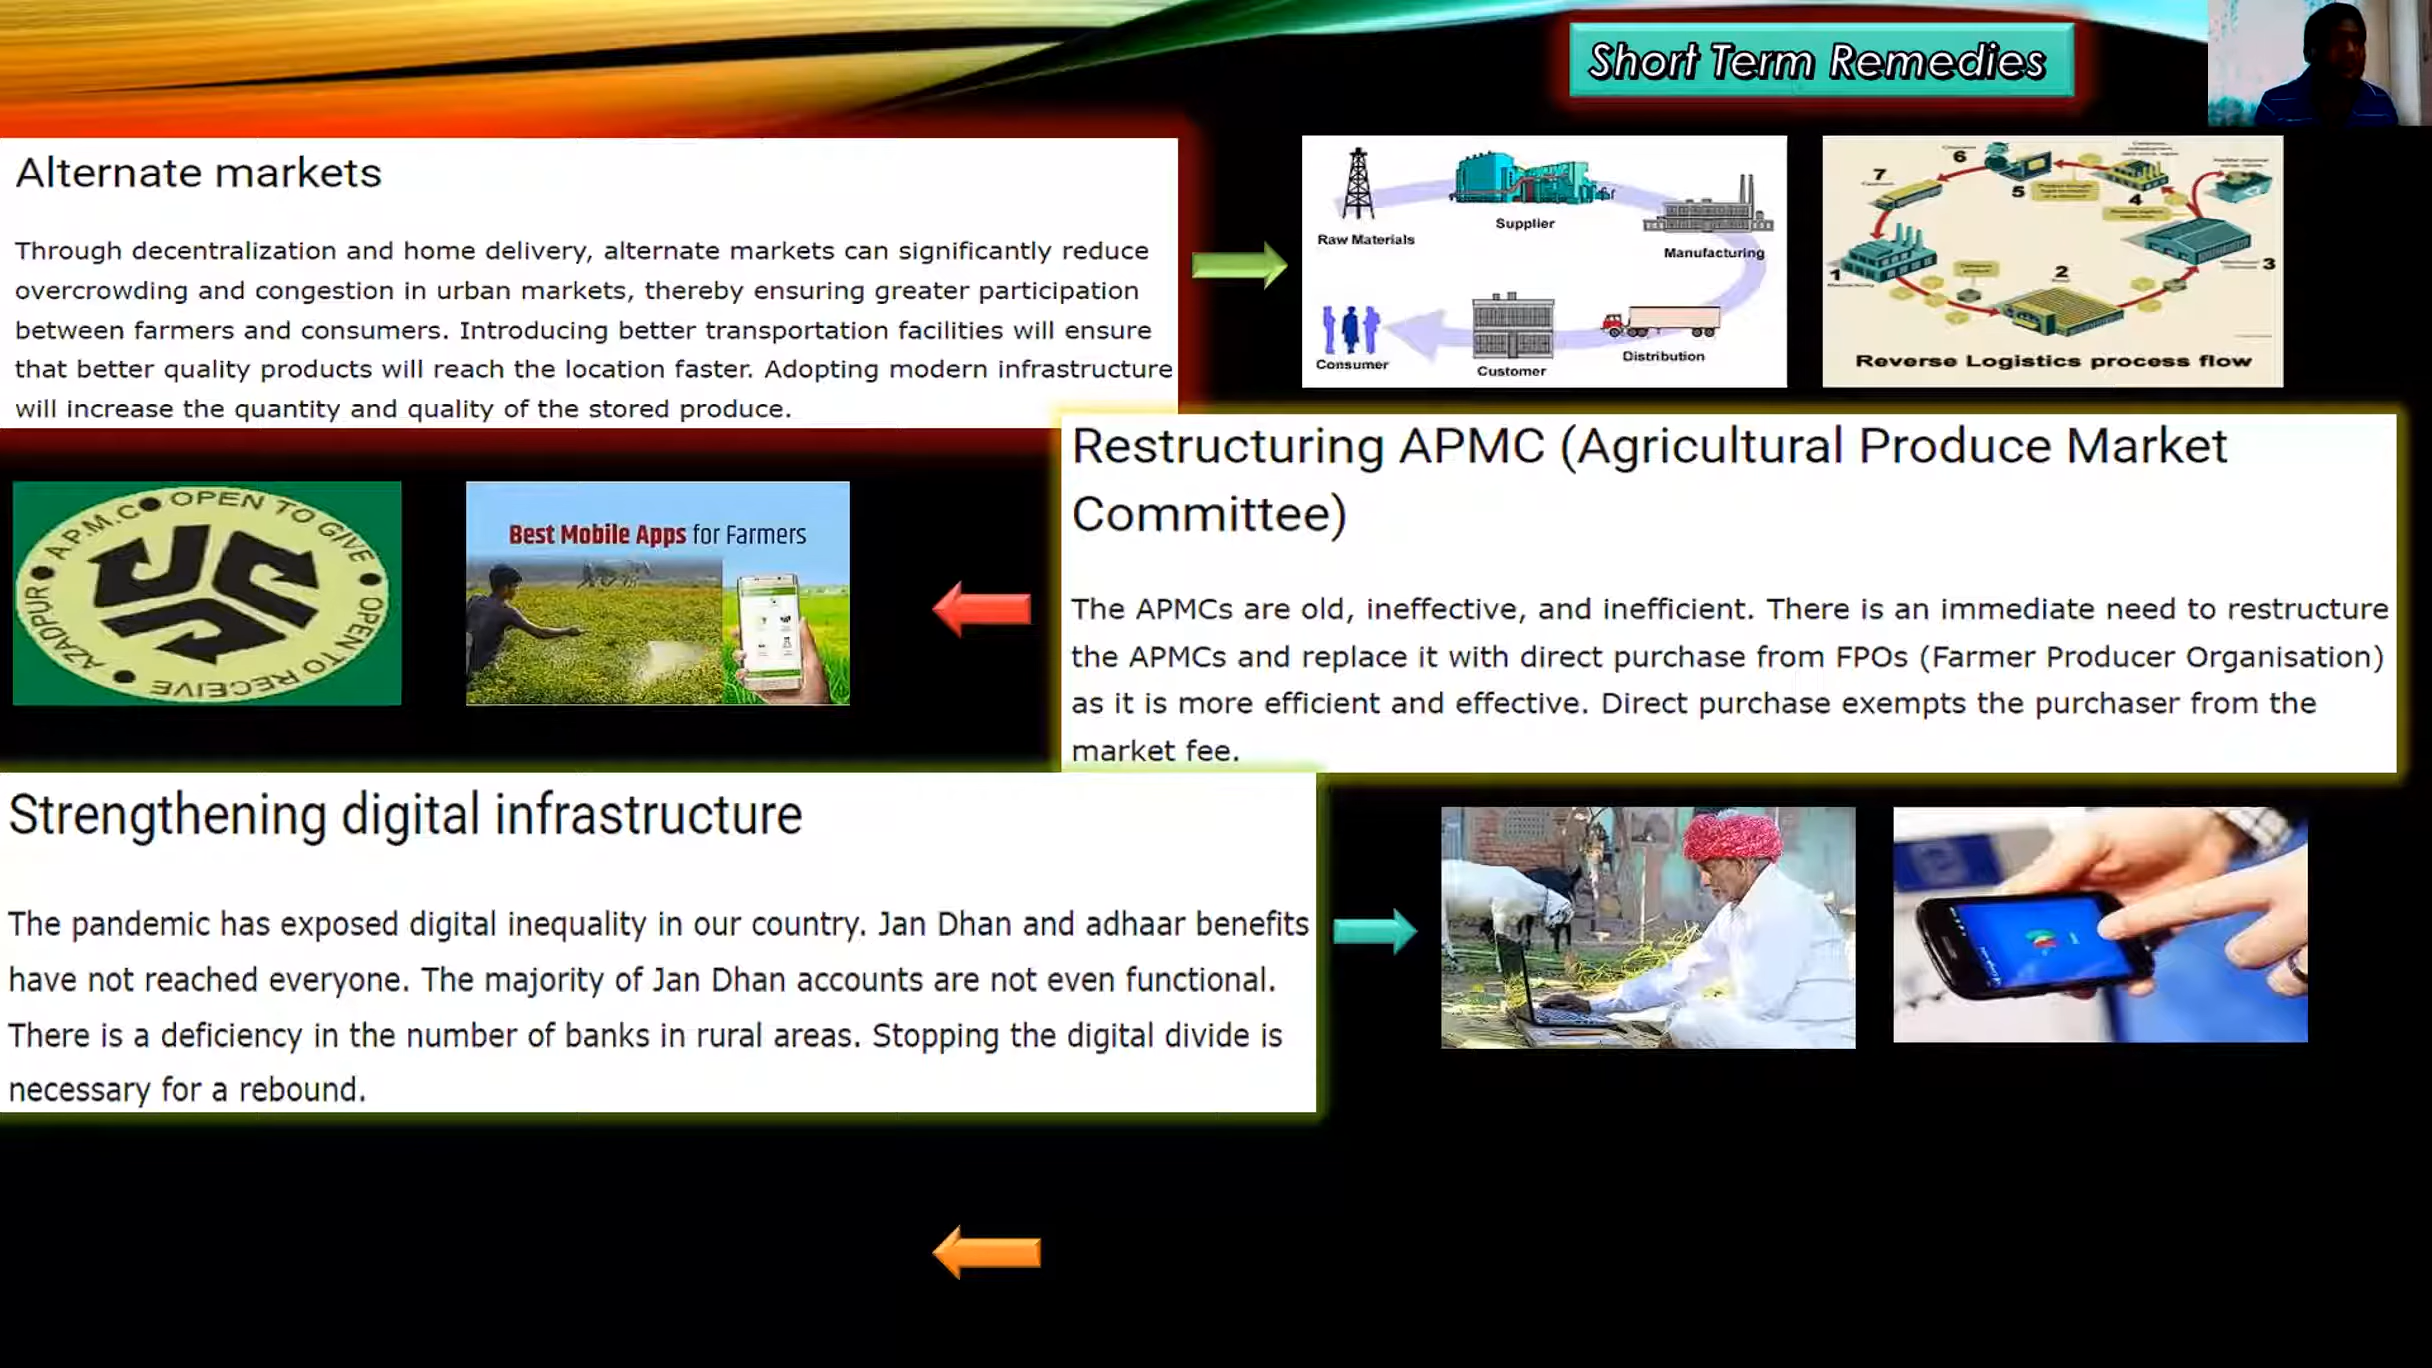 Short Term Remedies
Alternate markets
Through decentralization and home delivery, alternate markets can significantly reduce
overcrowding and congestion in urban markets, thereby ensuring greater participation
between farmers and consumers. Introducing better transportation facilities will ensure
that better quality products will reach the location faster. Adopting modern infrastructure
will increase the quantity and quality of the stored produce.
Raw Materials
Supplier
Manufacturing
Distribution
Customer
Consumer
1
2
3
4
5
6
7
Reverse Logistics process flow
Restructuring APMC (Agricultural Produce Market
Committee)
The APMCs are old, ineffective, and inefficient. There is an immediate need to restructure
the APMCs and replace it with direct purchase from FPOs (Farmer Producer Organisation)
as it is more efficient and effective. Direct purchase exempts the purchaser from the
market fee.
A.P.M.C OPEN TO GIVE
OPEN TO RECEIVE
AZADPUR
Best Mobile Apps for Farmers
Strengthening digital infrastructure
The pandemic has exposed digital inequality in our country. Jan Dhan and adhaar benefits
have not reached everyone. The majority of Jan Dhan accounts are not even functional.
There is a deficiency in the number of banks in rural areas. Stopping the digital divide is
necessary for a rebound.